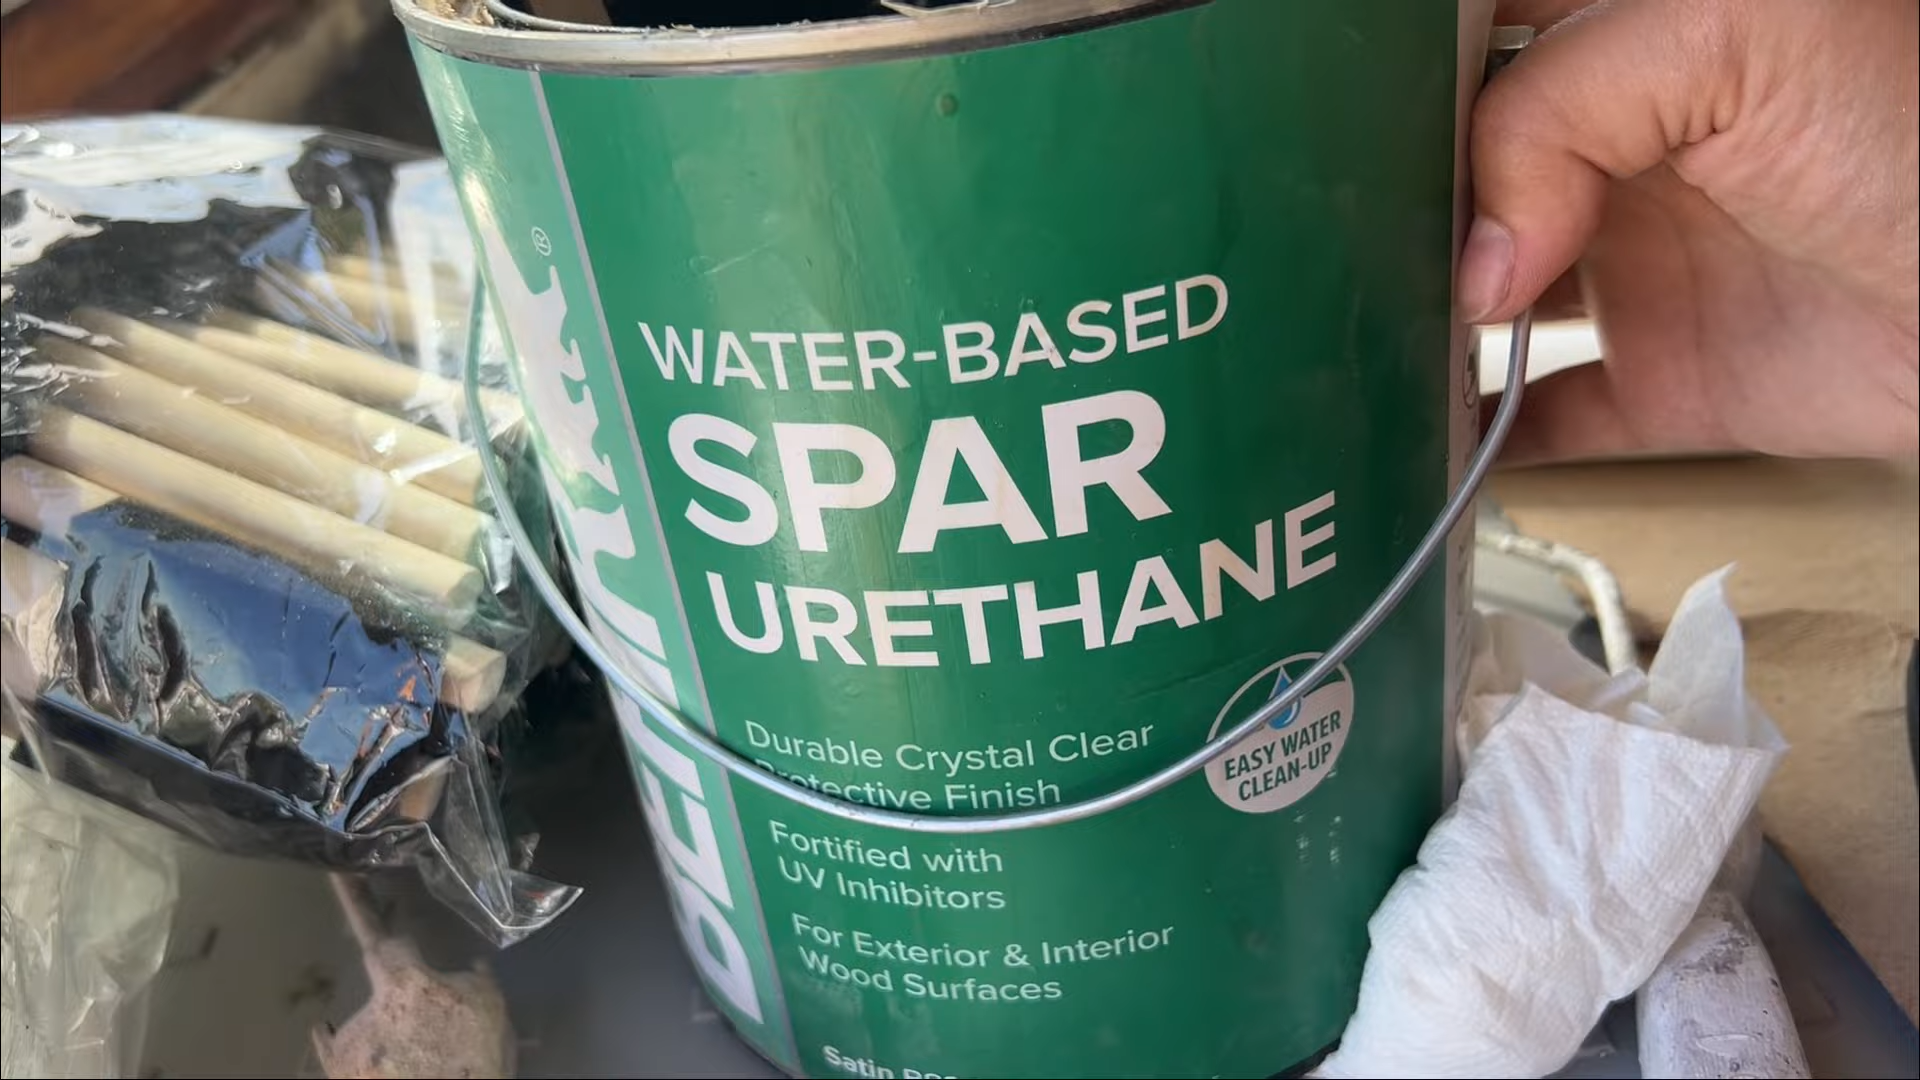 WATER-BASED
SPAR
URETHANE
Durable Crystal Clear
Protective Finish
EASY WATER
CLEAN-UP
Fortified with
UV Inhibitors
For Exterior & Interior
Wood Surfaces
Satin